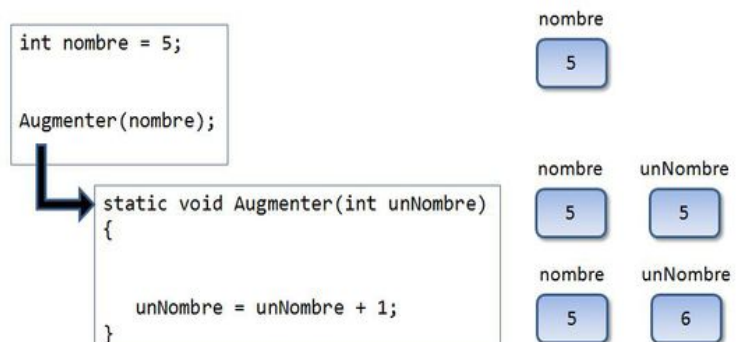 nombre
int nombre = 5;
5
Augmenter(nombre);
nombre unNombre
static void Augmenter(int unNombre)
5 5
{
nombre unNombre
unNombre = unNombre + 1;
5 6
}